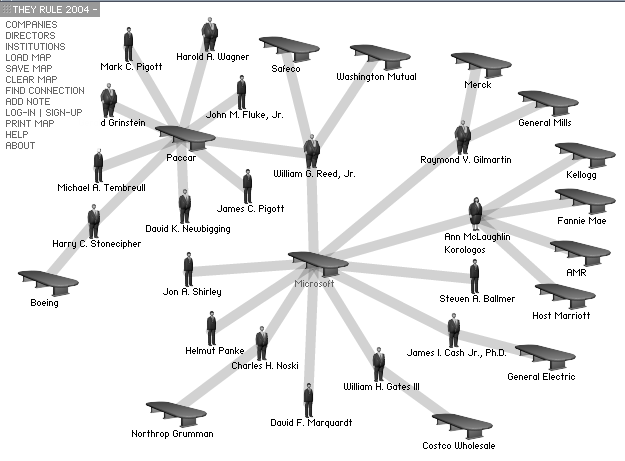 THEY RULE 2004 -
COMPANIES
DIRECTORS
INSTITUTIONS
LOAD MAP
SAVE MAP
CLEAR MAP
FIND CONNECTION
ADD NOTE
LOG-IN | SIGN-UP
PRINT MAP
HELP
ABOUT
Mark C. Pigott
Harold A. Wagner
Safeco
Washington Mutual
Merck
General Mills
d Grinstein
John M. Fluke, Jr.
Paccar
William G. Reed, Jr.
Raymond V. Gilmartin
Kellogg
Michael A. Tembreull
James C. Pigott
Fannie Mae
Harry C. Stonecipher
David K. Newbigging
Ann McLaughlin
Korologos
AMR
Boeing
Jon A. Shirley
Microsoft
Steven A. Ballmer
Host Marriott
Helmut Panke
Charles H. Noski
James I. Cash Jr., Ph.D.
General Electric
William H. Gates III
Northrop Grumman
David F. Marquardt
Costco Wholesale